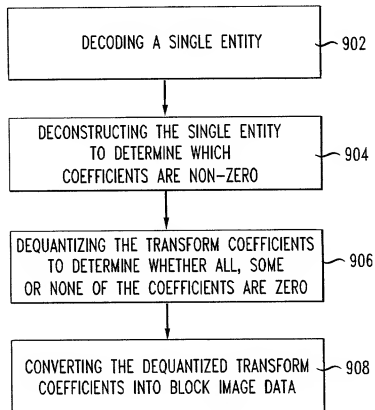 DECODING A SINGLE ENTITY
902
DECONSTRUCTING THE SINGLE ENTITY
TO DETERMINE WHICH
COEFFICIENTS ARE NON-ZERO
904
DEQUANTIZING THE TRANSFORM COEFFICIENTS
TO DETERMINE WHETHER ALL, SOME
OR NONE OF THE COEFFICIENTS ARE ZERO
906
CONVERTING THE DEQUANTIZED TRANSFORM
COEFFICIENTS INTO BLOCK IMAGE DATA
908